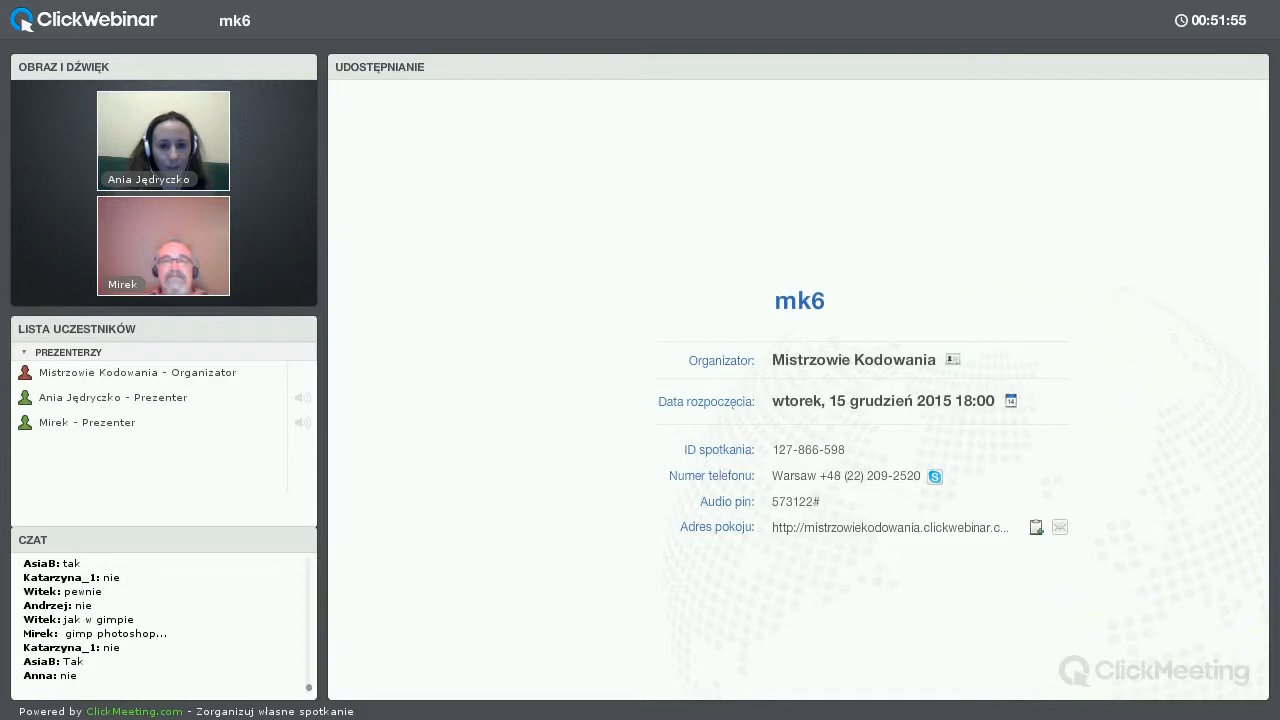 ClickWebinar
mk6
00:51:55
OBRAZ I DŹWIĘK
Ania Jędryczko
Mirek
LISTA UCZESTNIKÓW
PREZENTERZY
Mistrzowie Kodowania - Organizator
Ania Jędryczko - Prezenter
Mirek - Prezenter
CZAT
AsiaB: tak
Katarzyna_1: nie
Witek: pewnie
Andrzej: nie
Witek: jak w gimpie
Mirek: gimp photoshop...
Katarzyna_1: nie
AsiaB: Tak
Anna: nie
UDOSTĘPNIANIE
mk6
Organizator: Mistrzowie Kodowania
Data rozpoczęcia: wtorek, 15 grudzień 2015 18:00
14
ID spotkania: 127-866-598
Numer telefonu: Warsaw +48 (22) 209-2520
Audio pin: 573122#
Adres pokoju: http://mistrzowiekodowania.clickwebinar.c...
ClickMeeting
Powered by ClickMeeting.com - Zorganizuj własne spotkanie